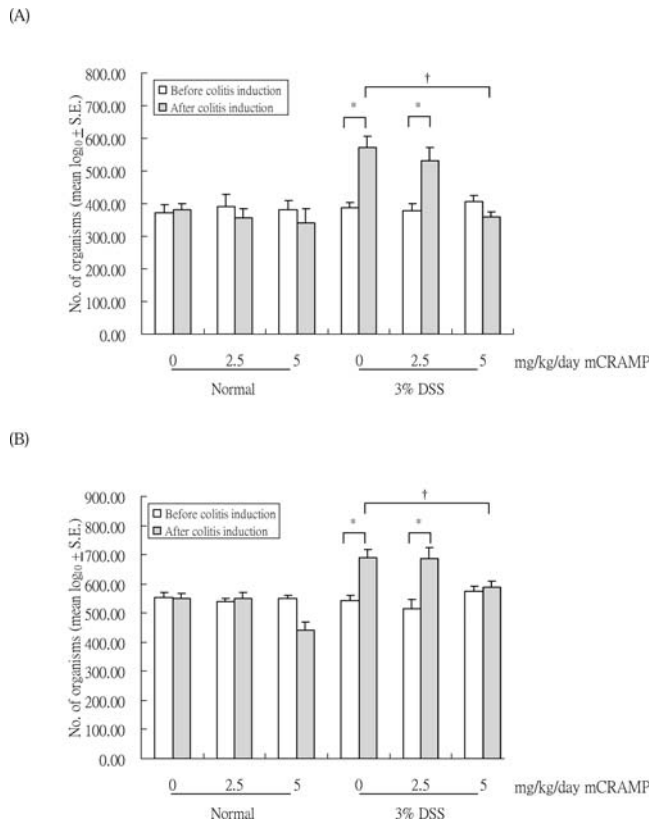 (A)
No. of organisms (mean log₁₀ ± S.E.)
800.00
700.00
600.00
500.00
400.00
300.00
200.00
100.00
0.00
Before colitis induction
After colitis induction
*
*
†
0 2.5 5 0 2.5 5 mg/kg/day mCRAMP
Normal 3% DSS
(B)
No. of organisms (mean log₁₀ ± S.E.)
900.00
800.00
700.00
600.00
500.00
400.00
300.00
200.00
100.00
0.00
Before colitis induction
After colitis induction
*
*
†
0 2.5 5 0 2.5 5 mg/kg/day mCRAMP
Normal 3% DSS